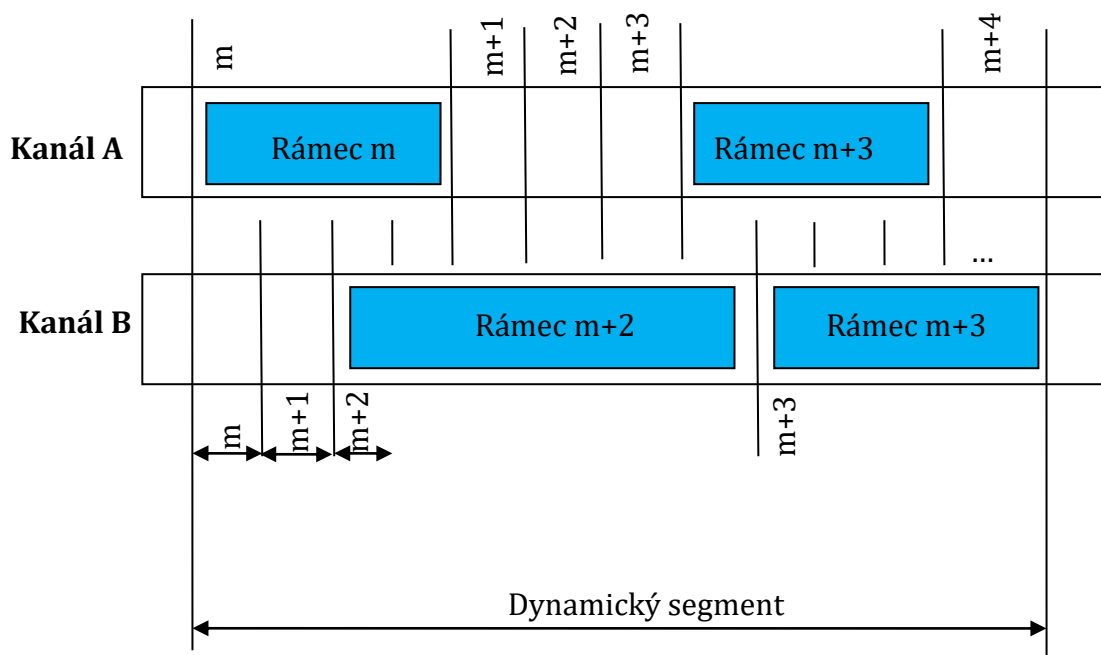 m
m+1
m+2
m+3
m+4
Kanál A
Rámec m
Rámec m+3
...
Kanál B
Rámec m+2
Rámec m+3
m
m+1
m+2
m+3
Dynamický segment